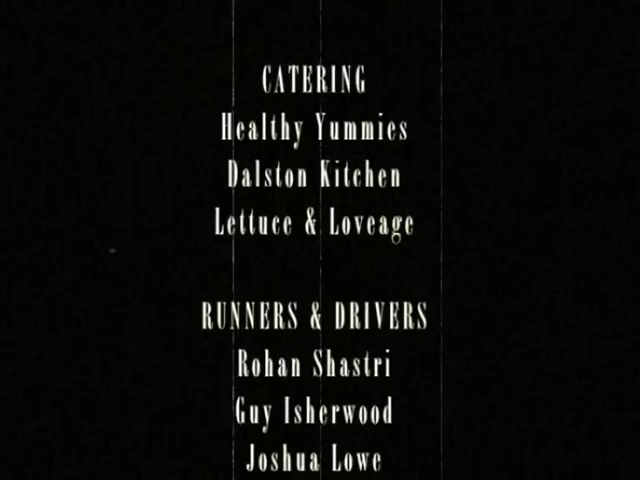 CATERING
Healthy Yummies
Dalston Kitchen
Lettuce & Loveage
RUNNERS & DRIVERS
Rohan Shastri
Guy Isherwood
Joshua Lowe